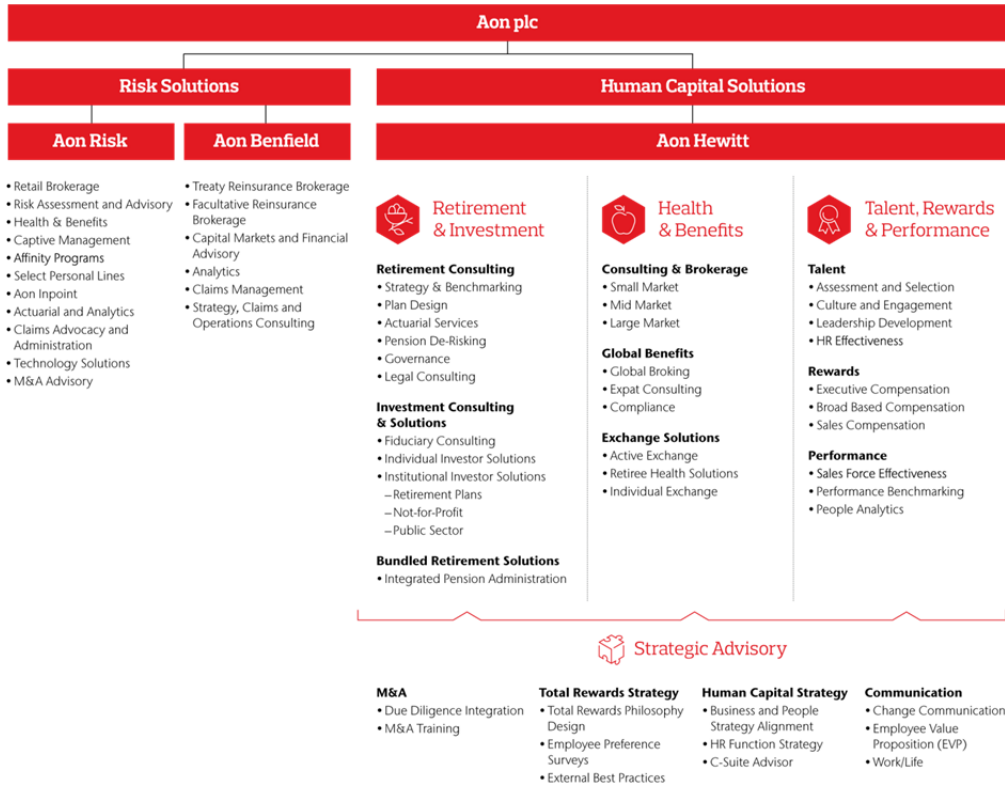 Aon plc
Risk Solutions
Human Capital Solutions
Aon Risk
Aon Benfield
Aon Hewitt
• Retail Brokerage
• Risk Assessment and Advisory
• Health & Benefits
• Captive Management
• Affinity Programs
• Select Personal Lines
• Aon Inpoint
• Actuarial and Analytics
• Claims Advocacy and
Administration
• Technology Solutions
• M&A Advisory
• Treaty Reinsurance Brokerage
• Facultative Reinsurance
Brokerage
• Capital Markets and Financial
Advisory
• Analytics
• Claims Management
• Strategy, Claims and
Operations Consulting
Retirement
& Investment
Retirement Consulting
• Strategy & Benchmarking
• Plan Design
• Actuarial Services
• Pension De-Risking
• Governance
• Legal Consulting
Investment Consulting
& Solutions
• Fiduciary Consulting
• Individual Investor Solutions
• Institutional Investor Solutions
– Retirement Plans
– Not-for-Profit
– Public Sector
Bundled Retirement Solutions
• Integrated Pension Administration
Health
& Benefits
Consulting & Brokerage
• Small Market
• Mid Market
• Large Market
Global Benefits
• Global Broking
• Expat Consulting
• Compliance
Exchange Solutions
• Active Exchange
• Retiree Health Solutions
• Individual Exchange
Talent, Rewards
& Performance
Talent
• Assessment and Selection
• Culture and Engagement
• Leadership Development
• HR Effectiveness
Rewards
• Executive Compensation
• Broad Based Compensation
• Sales Compensation
Performance
• Sales Force Effectiveness
• Performance Benchmarking
• People Analytics
Strategic Advisory
M&A
• Due Diligence Integration
• M&A Training
Total Rewards Strategy
• Total Rewards Philosophy
Design
• Employee Preference
Surveys
• External Best Practices
Human Capital Strategy
• Business and People
Strategy Alignment
• HR Function Strategy
• C-Suite Advisor
Communication
• Change Communication
• Employee Value
Proposition (EVP)
• Work/Life